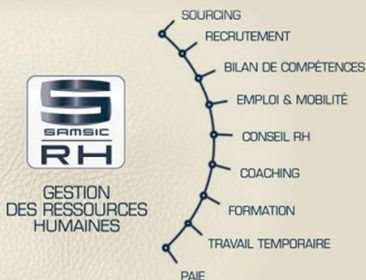 SOURCING
RECRUTEMENT
BILAN DE COMPÉTENCES
EMPLOI & MOBILITÉ
CONSEIL RH
COACHING
FORMATION
TRAVAIL TEMPORAIRE
PAIE
SAMSIC
RH
GESTION
DES RESSOURCES
HUMAINES